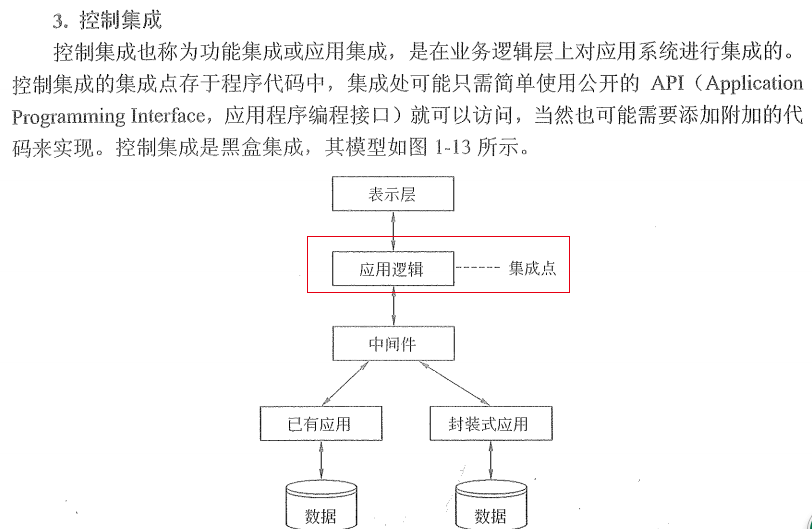 3. 控制集成
控制集成也称为功能集成或应用集成，是在业务逻辑层上对应用系统进行集成的。
控制集成的集成点存于程序代码中，集成处可能只需简单使用公开的 API（Application
Programming Interface，应用程序编程接口）就可以访问，当然也可能需要添加附加的代
码来实现。控制集成是黑盒集成，其模型如图 1-13 所示。
表示层
应用逻辑 集成点
中间件
已有应用 封装式应用
数据 数据